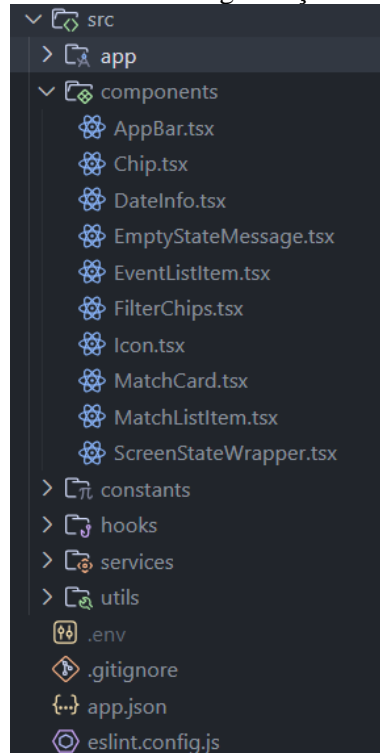 src
app
components
AppBar.tsx
Chip.tsx
DateInfo.tsx
EmptyStateMessage.tsx
EventListItem.tsx
FilterChips.tsx
Icon.tsx
MatchCard.tsx
MatchListItem.tsx
ScreenStateWrapper.tsx
constants
hooks
services
utils
.env
.gitignore
app.json
eslint.config.js